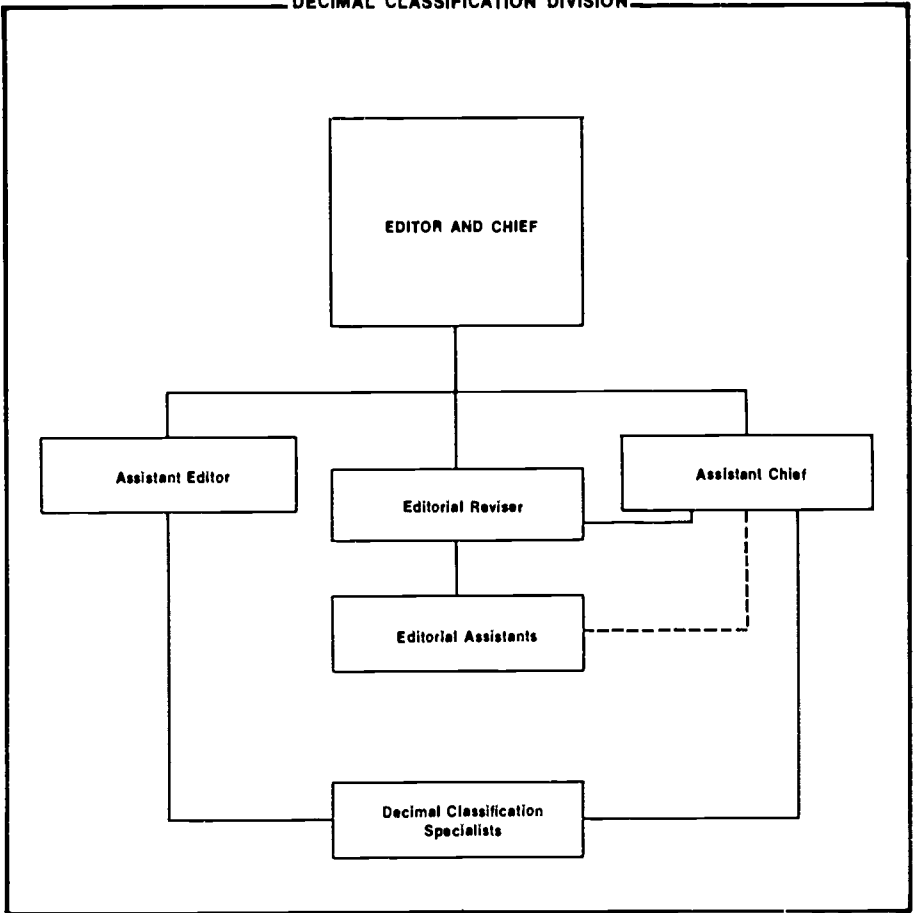 DECIMAL CLASSIFICATION DIVISION
EDITOR AND CHIEF
Assistant Editor
Editorial Reviser
Assistant Chief
Editorial Assistants
Decimal Classification
Specialists